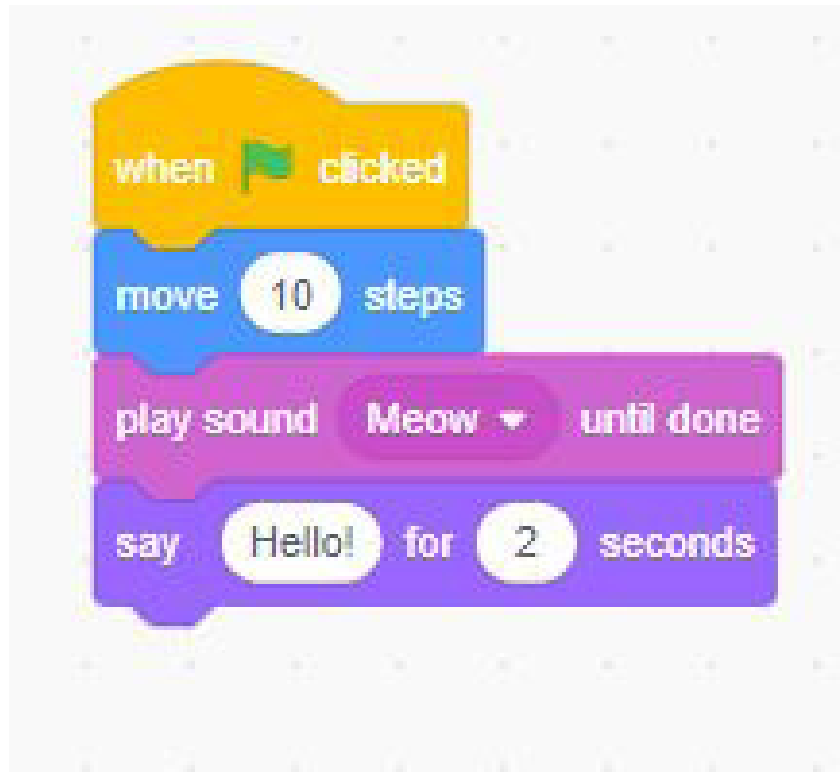 when clicked
move 10 steps
play sound Meow until done
say Hello! for 2 seconds